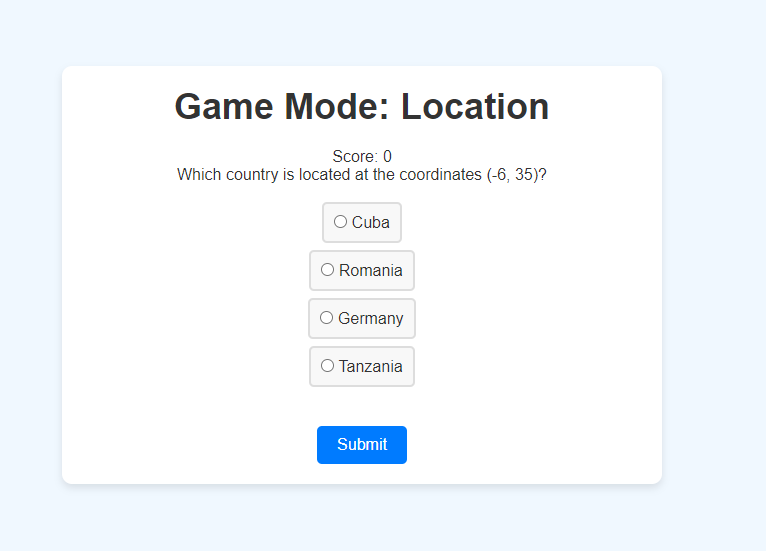 Game Mode: Location
Score: 0
Which country is located at the coordinates (-6, 35)?
Cuba
Romania
Germany
Tanzania
Submit